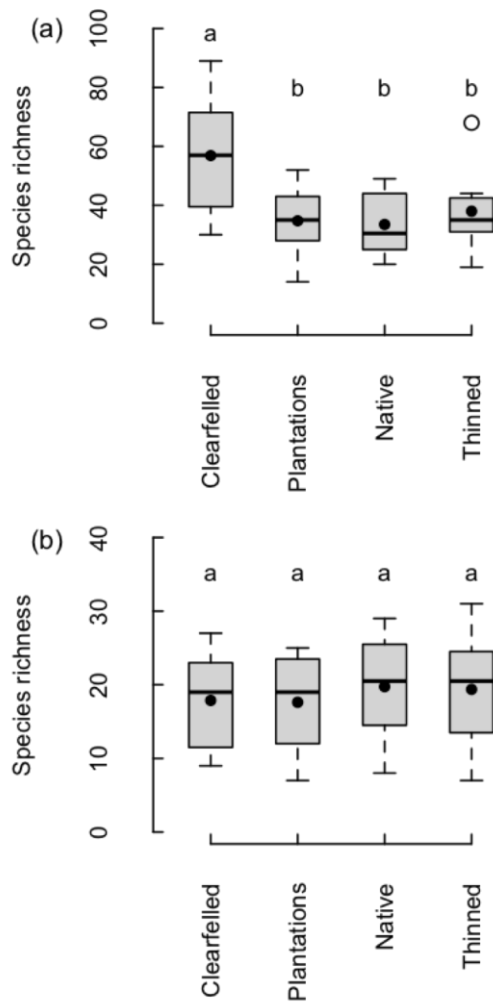 (a)
Species richness
0 20 40 60 80 100
a b b b
Clearfelled
Plantations
Native
Thinned
(b)
Species richness
0 10 20 30 40
a a a a
Clearfelled
Plantations
Native
Thinned